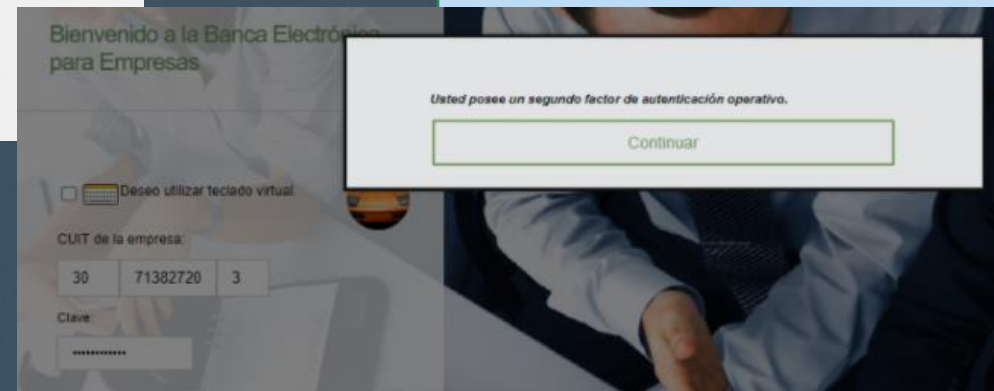 Bienvenido a la Banca Electrónica
para Empresas
Usted posee un segundo factor de autenticación operativo.
Continuar
Deseo utilizar teclado virtual
CUIT de la empresa:
30 71382720 3
Clave:
••••••••••••